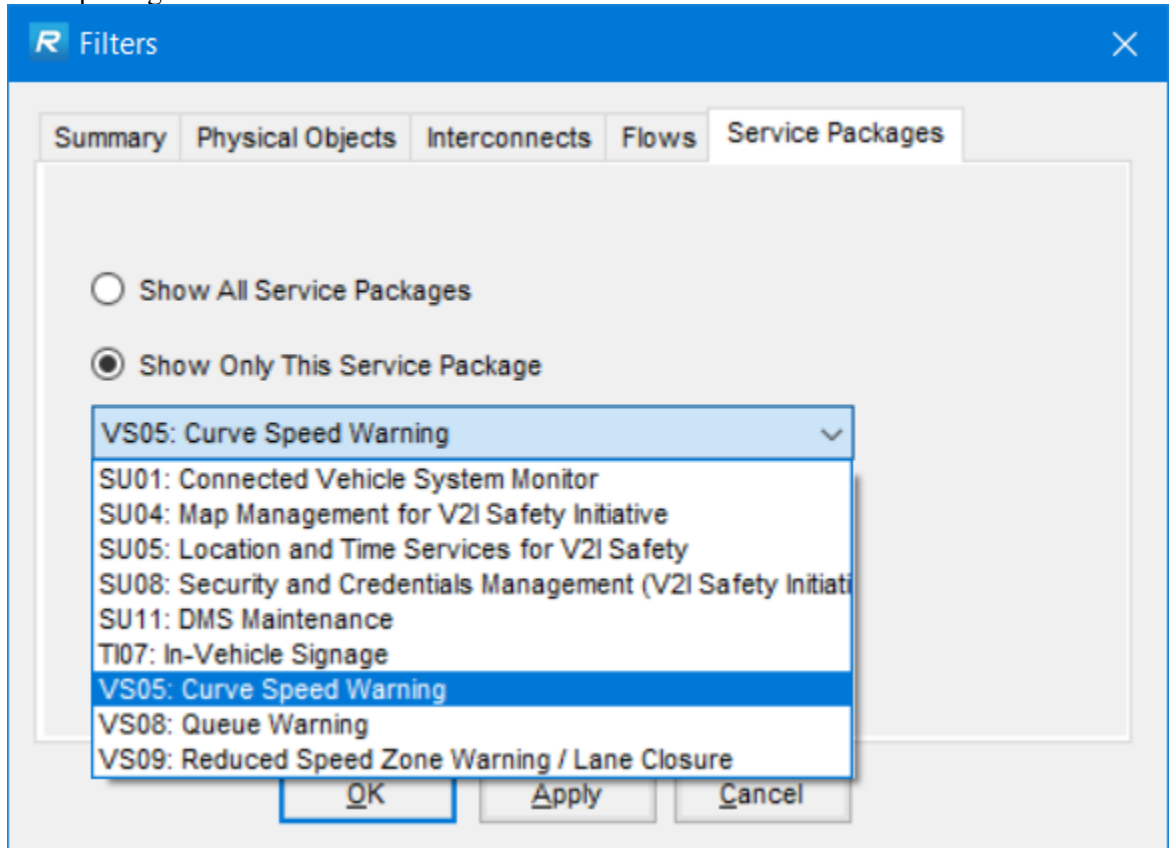 R Filters
Summary Physical Objects Interconnects Flows Service Packages
Show All Service Packages
Show Only This Service Package
VS05: Curve Speed Warning
SU01: Connected Vehicle System Monitor
SU04: Map Management for V2I Safety Initiative
SU05: Location and Time Services for V2I Safety
SU08: Security and Credentials Management (V2I Safety Initiati
SU11: DMS Maintenance
TI07: In-Vehicle Signage
VS05: Curve Speed Warning
VS08: Queue Warning
VS09: Reduced Speed Zone Warning / Lane Closure
OK Apply Cancel